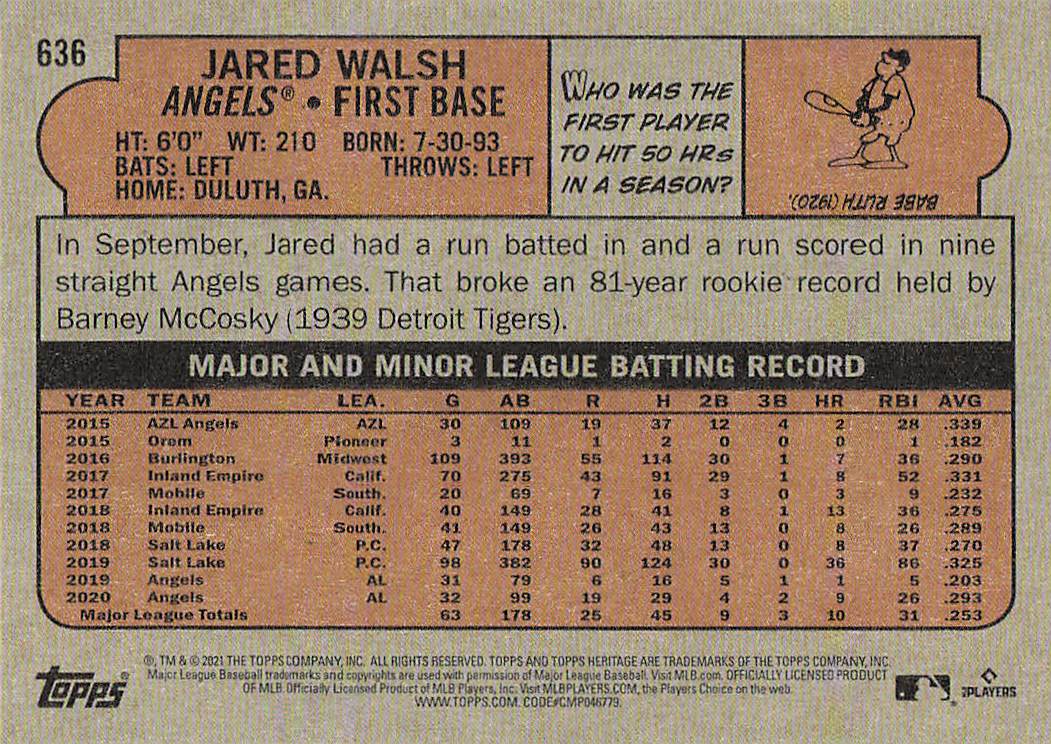 636
JARED WALSH
ANGELS® • FIRST BASE
HT: 6'0" WT: 210 BORN: 7-30-93
BATS: LEFT THROWS: LEFT
HOME: DULUTH, GA.
WHO WAS THE
FIRST PLAYER
TO HIT 50 HRs
IN A SEASON?
BABE RUTH (1920).
In September, Jared had a run batted in and a run scored in nine
straight Angels games. That broke an 81-year rookie record held by
Barney McCosky (1939 Detroit Tigers).
MAJOR AND MINOR LEAGUE BATTING RECORD
YEAR TEAM LEA. G AB R H 2B 3B HR RBI AVG
2015 AZL Angels AZL 30 109 19 37 12 4 2 28 .339
2015 Orem Pioneer 3 11 1 2 0 0 0 1 .182
2016 Burlington Midwest 109 393 55 114 30 1 7 36 .290
2017 Inland Empire Calif. 70 275 43 91 29 1 8 52 .331
2017 Mobile South. 20 69 7 16 3 0 3 9 .232
2018 Inland Empire Calif. 40 149 28 41 8 1 13 36 .275
2018 Mobile South. 41 149 26 43 13 0 8 26 .289
2018 Salt Lake P.C. 47 178 32 48 13 0 8 37 .270
2019 Salt Lake P.C. 98 382 90 124 30 0 36 86 .325
2019 Angels AL 31 79 6 16 5 1 1 5 .203
2020 Angels AL 32 99 19 29 4 2 9 26 .293
Major League Totals 63 178 25 45 9 3 10 31 .253
®, TM & © 2021 THE TOPPS COMPANY, INC. ALL RIGHTS RESERVED. TOPPS AND TOPPS HERITAGE ARE TRADEMARKS OF THE TOPPS COMPANY, INC.
Major League Baseball trademarks and copyrights are used with permission of Major League Baseball. Visit MLB.com. OFFICIALLY LICENSED PRODUCT
OF MLB. Officially Licensed Product of MLB Players, Inc. Visit MLBPLAYERS.COM, the Players Choice on the web.
WWW.TOPPS.COM. CODE#CMP046779.
topps®
PLAYERS